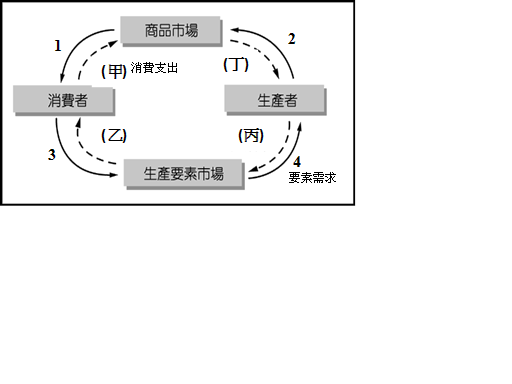 商品市場
1
2
(甲) 消費支出
(丁)
消費者
生產者
(乙)
(丙)
3
4
生產要素市場
要素需求